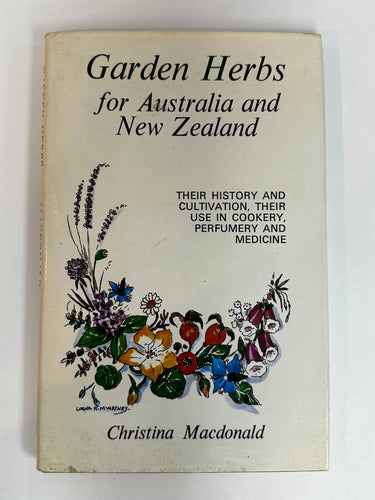 Garden Herbs
for Australia and
New Zealand
THEIR HISTORY AND
CULTIVATION, THEIR
USE IN COOKERY,
PERFUMERY AND
MEDICINE
Christina Macdonald